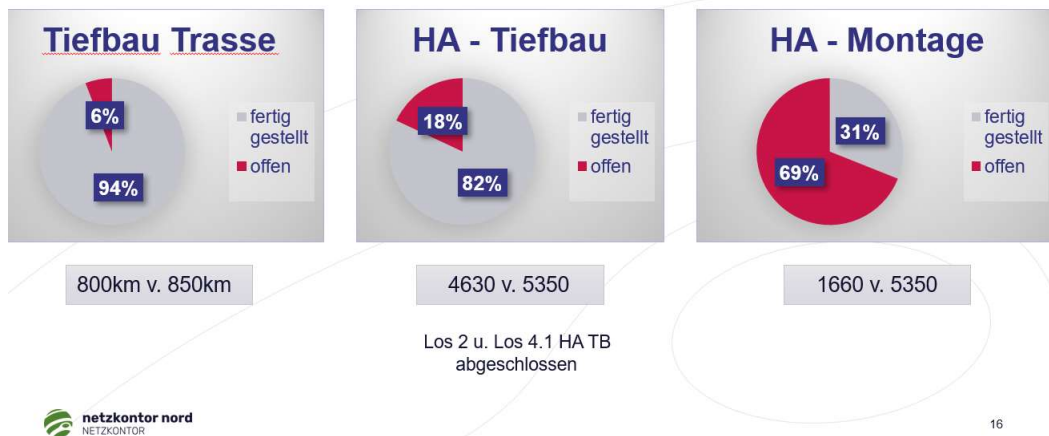 Tiefbau Trasse
6%
94%
fertig
gestellt
offen
800km v. 850km
HA - Tiefbau
18%
82%
fertig
gestellt
offen
4630 v. 5350
Los 2 u. Los 4.1 HA TB
abgeschlossen
HA - Montage
31%
69%
fertig
gestellt
offen
1660 v. 5350
netzkontor nord
NETZKONTOR
16